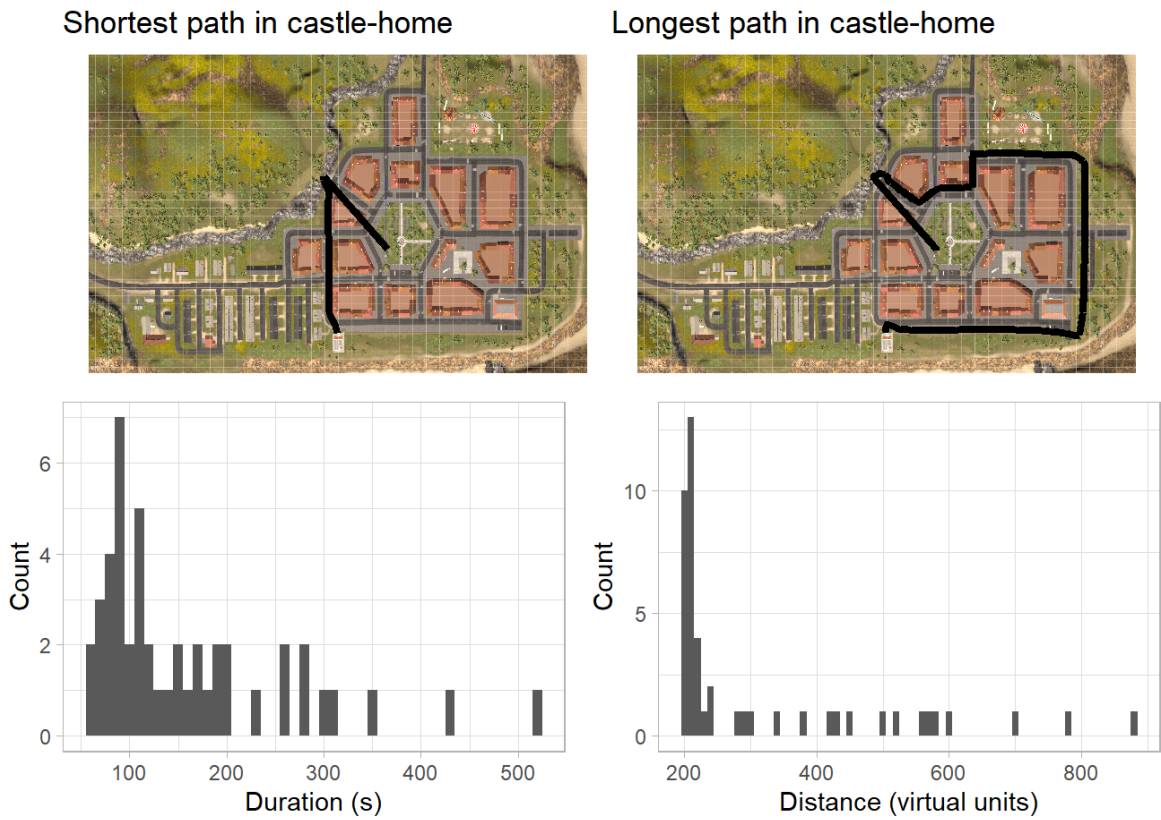 Shortest path in castle-home
Longest path in castle-home
6
4
2
0
Count
100 200 300 400 500
Duration (s)
10
5
0
Count
200 400 600 800
Distance (virtual units)